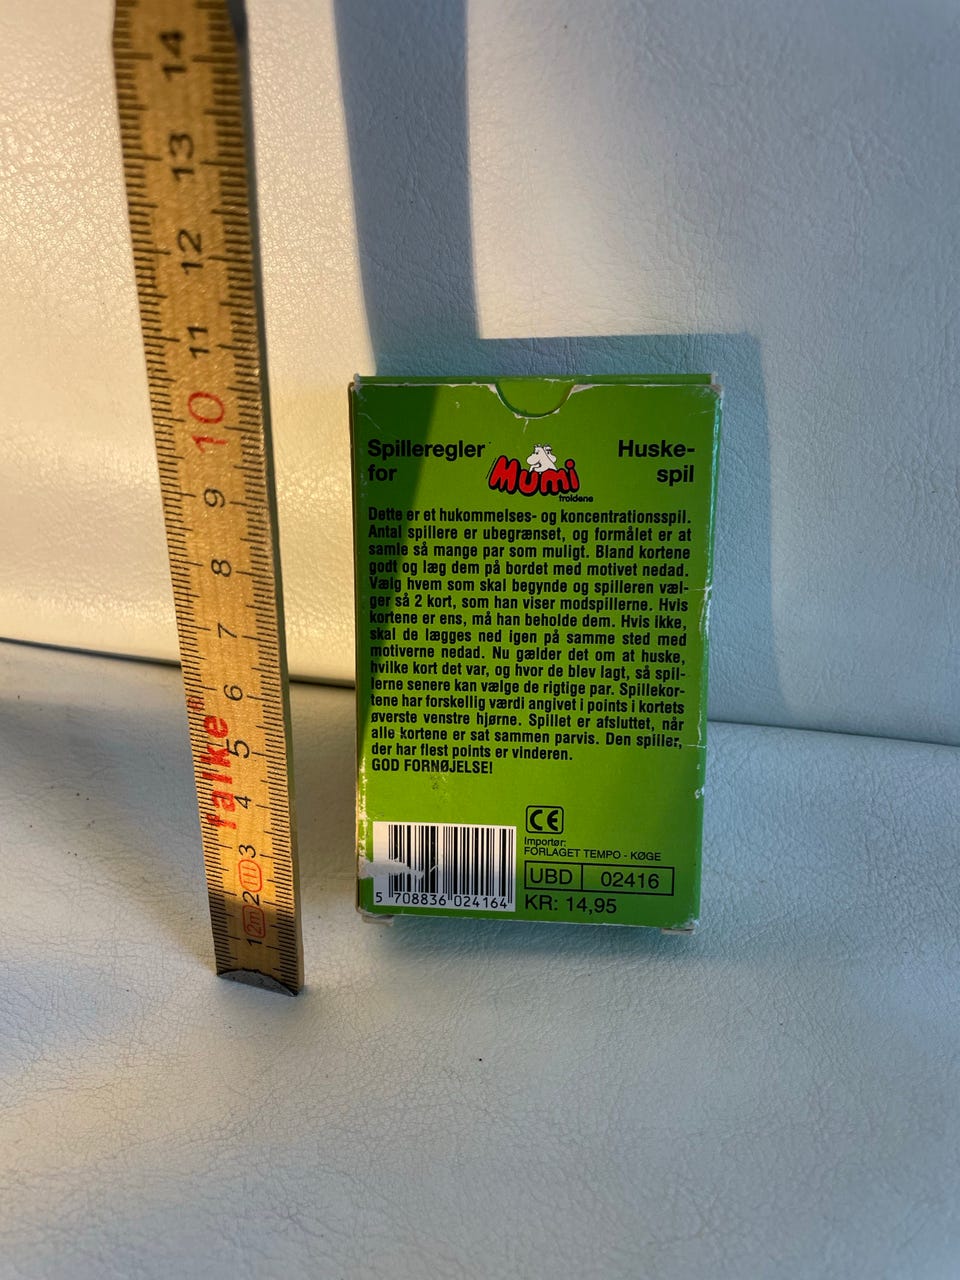 14
13
12
11
10
9
8
7
6
5
4
3
2
1
falke®
III
2m
Spilleregler
for
Mumi
troldene
Huske-
spil
Dette er et hukommelses- og koncentrationsspil.
Antal spillere er ubegrænset, og formålet er at
samle så mange par som muligt. Bland kortene
godt og læg dem på bordet med motivet nedad.
Vælg hvem som skal begynde og spilleren væl-
ger så 2 kort, som han viser modspillerne. Hvis
kortene er ens, må han beholde dem. Hvis ikke,
skal de lægges ned igen på samme sted med
motiverne nedad. Nu gælder det om at huske,
hvilke kort det var, og hvor de blev lagt, så spil-
lerne senere kan vælge de rigtige par. Spillekor-
tene har forskellig værdi angivet i points i kortets
øverste venstre hjørne. Spillet er afsluttet, når
alle kortene er sat sammen parvis. Den spiller,
der har flest points er vinderen.
GOD FORNØJELSE!
CE
Importør:
FORLAGET TEMPO - KØGE
UBD 02416
KR: 14,95
5 708836 024164